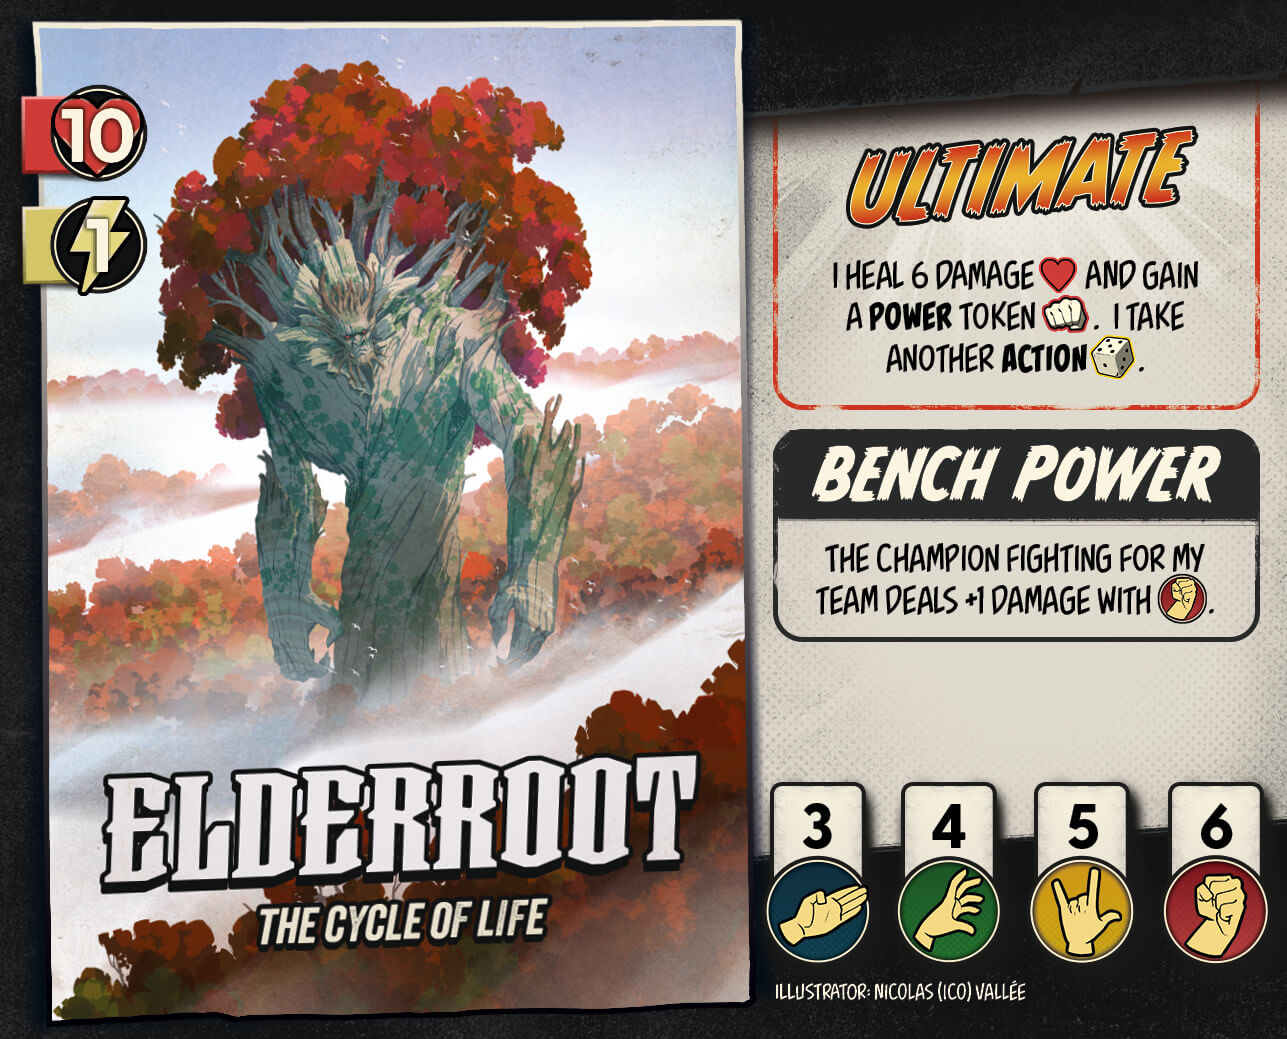 10
1
ELDERROOT
THE CYCLE OF LIFE
ULTIMATE
I HEAL 6 DAMAGE AND GAIN
A POWER TOKEN . I TAKE
ANOTHER ACTION .
BENCH POWER
THE CHAMPION FIGHTING FOR MY
TEAM DEALS +1 DAMAGE WITH .
3 4 5 6
ILLUSTRATOR: NICOLAS (ICO) VALLÉE